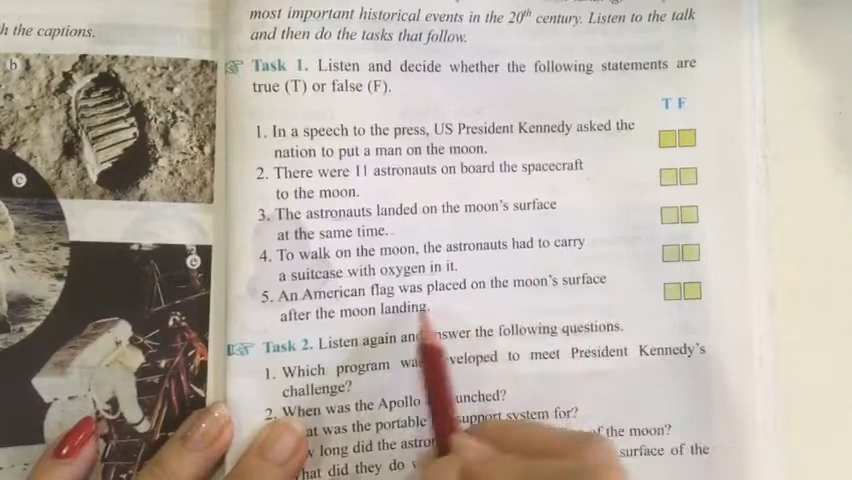 h the captions.
b
c
e
most important historical events in the 20th century. Listen to the talk
and then do the tasks that follow.
Task 1. Listen and decide whether the following statements are
true (T) or false (F).
T F
1. In a speech to the press, US President Kennedy asked the
nation to put a man on the moon.
2. There were 11 astronauts on board the spacecraft
to the moon.
3. The astronauts landed on the moon's surface
at the same time.
4. To walk on the moon, the astronauts had to carry
a suitcase with oxygen in it.
5. An American flag was placed on the moon's surface
after the moon landing.
Task 2. Listen again and answer the following questions.
1. Which program was developed to meet President Kennedy's
challenge?
2. When was the Apollo unched?
at was the portable support system for?
w long did the astro of the moon?
hat did they do surface of the